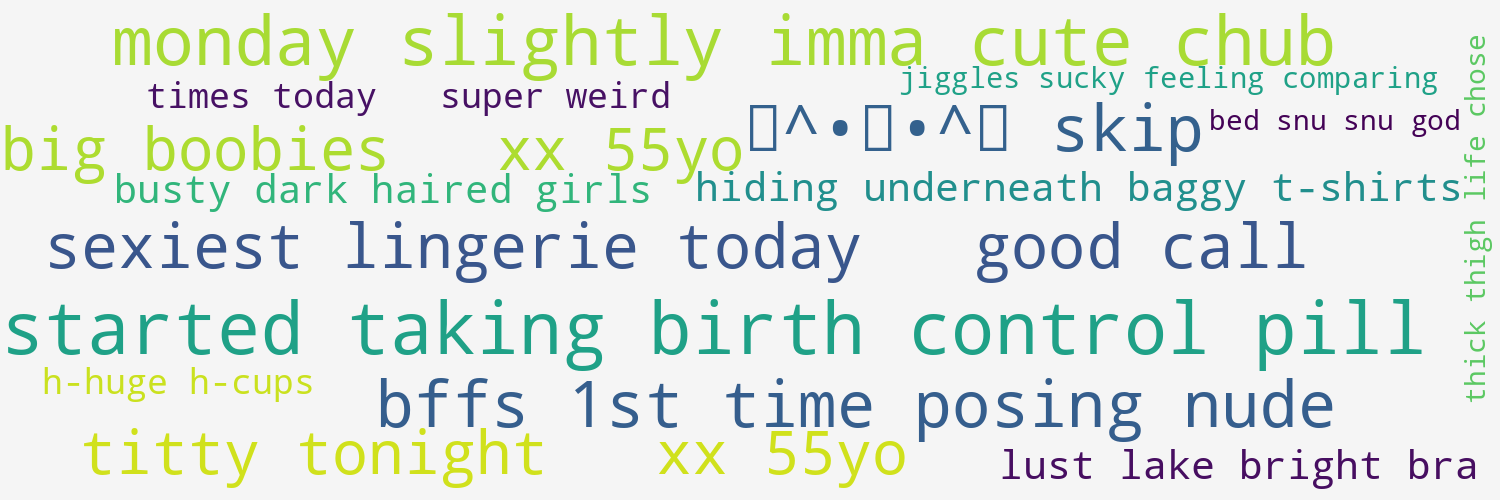 monday slightly imma cute chub
jiggles sucky feeling comparing
times today
super weird
▯^•▯•^▯ skip
bed snu snu god
big boobies
xx 55yo
busty dark haired girls
hiding underneath baggy t-shirts
sexiest lingerie today
good call
started taking birth control pill
h-huge h-cups
bffs 1st time posing nude
titty tonight
xx 55yo
lust lake bright bra
thick thigh life chose